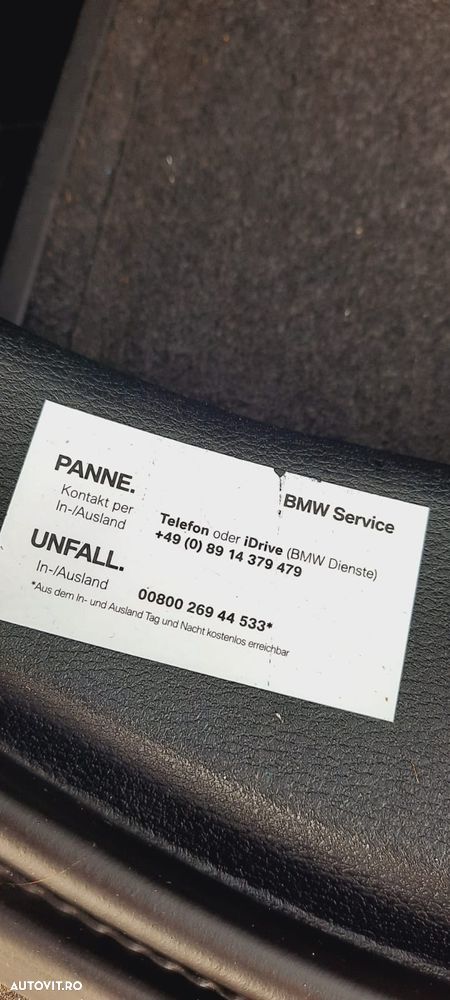 BMW Service
PANNE.
Kontakt per
In-/Ausland
Telefon oder iDrive (BMW Dienste)
+49 (0) 89 14 379 479
UNFALL.
In-/Ausland
00800 269 44 533*
*Aus dem In- und Ausland Tag und Nacht kostenlos erreichbar
AUTOVIT.RO